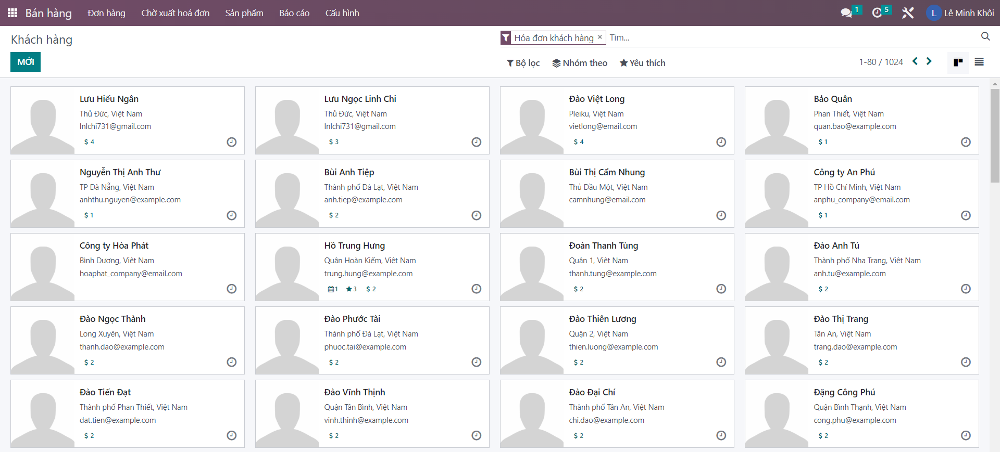 Bán hàng Đơn hàng Chờ xuất hoá đơn Sản phẩm Báo cáo Cấu hình 1 5 L Lê Minh Khôi
Khách hàng
Hóa đơn khách hàng × Tìm...
MỚI
Bộ lọc Nhóm theo Yêu thích 1-80 / 1024
Lưu Hiếu Ngân
Thủ Đức, Việt Nam
lnlchi731@gmail.com
$ 4
Lưu Ngọc Linh Chi
Thủ Đức, Việt Nam
lnlchi731@gmail.com
$ 3
Đào Việt Long
Pleiku, Việt Nam
vietlong@email.com
$ 4
Bảo Quân
Phan Thiết, Việt Nam
quan.bao@example.com
$ 1
Nguyễn Thị Anh Thư
TP Đà Nẵng, Việt Nam
anhthu.nguyen@example.com
$ 1
Bùi Anh Tiệp
Thành phố Đà Lạt, Việt Nam
anh.tiep@example.com
$ 2
Bùi Thị Cẩm Nhung
Thủ Dầu Một, Việt Nam
camnhung@email.com
Công ty An Phú
TP Hồ Chí Minh, Việt Nam
anphu_company@email.com
$ 1
Công ty Hòa Phát
Bình Dương, Việt Nam
hoaphat_company@email.com
Hồ Trung Hưng
Quận Hoàn Kiếm, Việt Nam
trung.hung@example.com
1 3 $ 2
Đoàn Thanh Tùng
Quận 1, Việt Nam
thanh.tung@example.com
$ 2
Đào Anh Tú
Thành phố Nha Trang, Việt Nam
anh.tu@example.com
$ 2
Đào Ngọc Thành
Long Xuyên, Việt Nam
thanh.dao@example.com
$ 2
Đào Phước Tài
Thành phố Đà Lạt, Việt Nam
phuoc.tai@example.com
$ 2
Đào Thiên Lương
Quận 2, Việt Nam
thien.luong@example.com
$ 2
Đào Thị Trang
Tân An, Việt Nam
trang.dao@example.com
$ 2
Đào Tiến Đạt
Thành phố Phan Thiết, Việt Nam
dat.tien@example.com
$ 2
Đào Vĩnh Thịnh
Quận Tân Bình, Việt Nam
vinh.thinh@example.com
$ 2
Đào Đại Chí
Thành phố Tân An, Việt Nam
chi.dao@example.com
$ 2
Đặng Công Phú
Quận Bình Thạnh, Việt Nam
cong.phu@example.com
$ 2